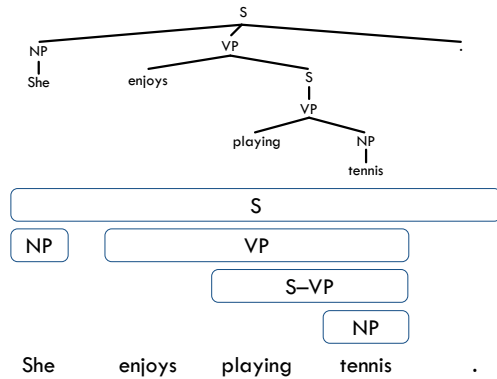 S
NP VP .
She enjoys S
VP
playing NP
tennis
S
NP VP
S–VP
NP
She enjoys playing tennis .